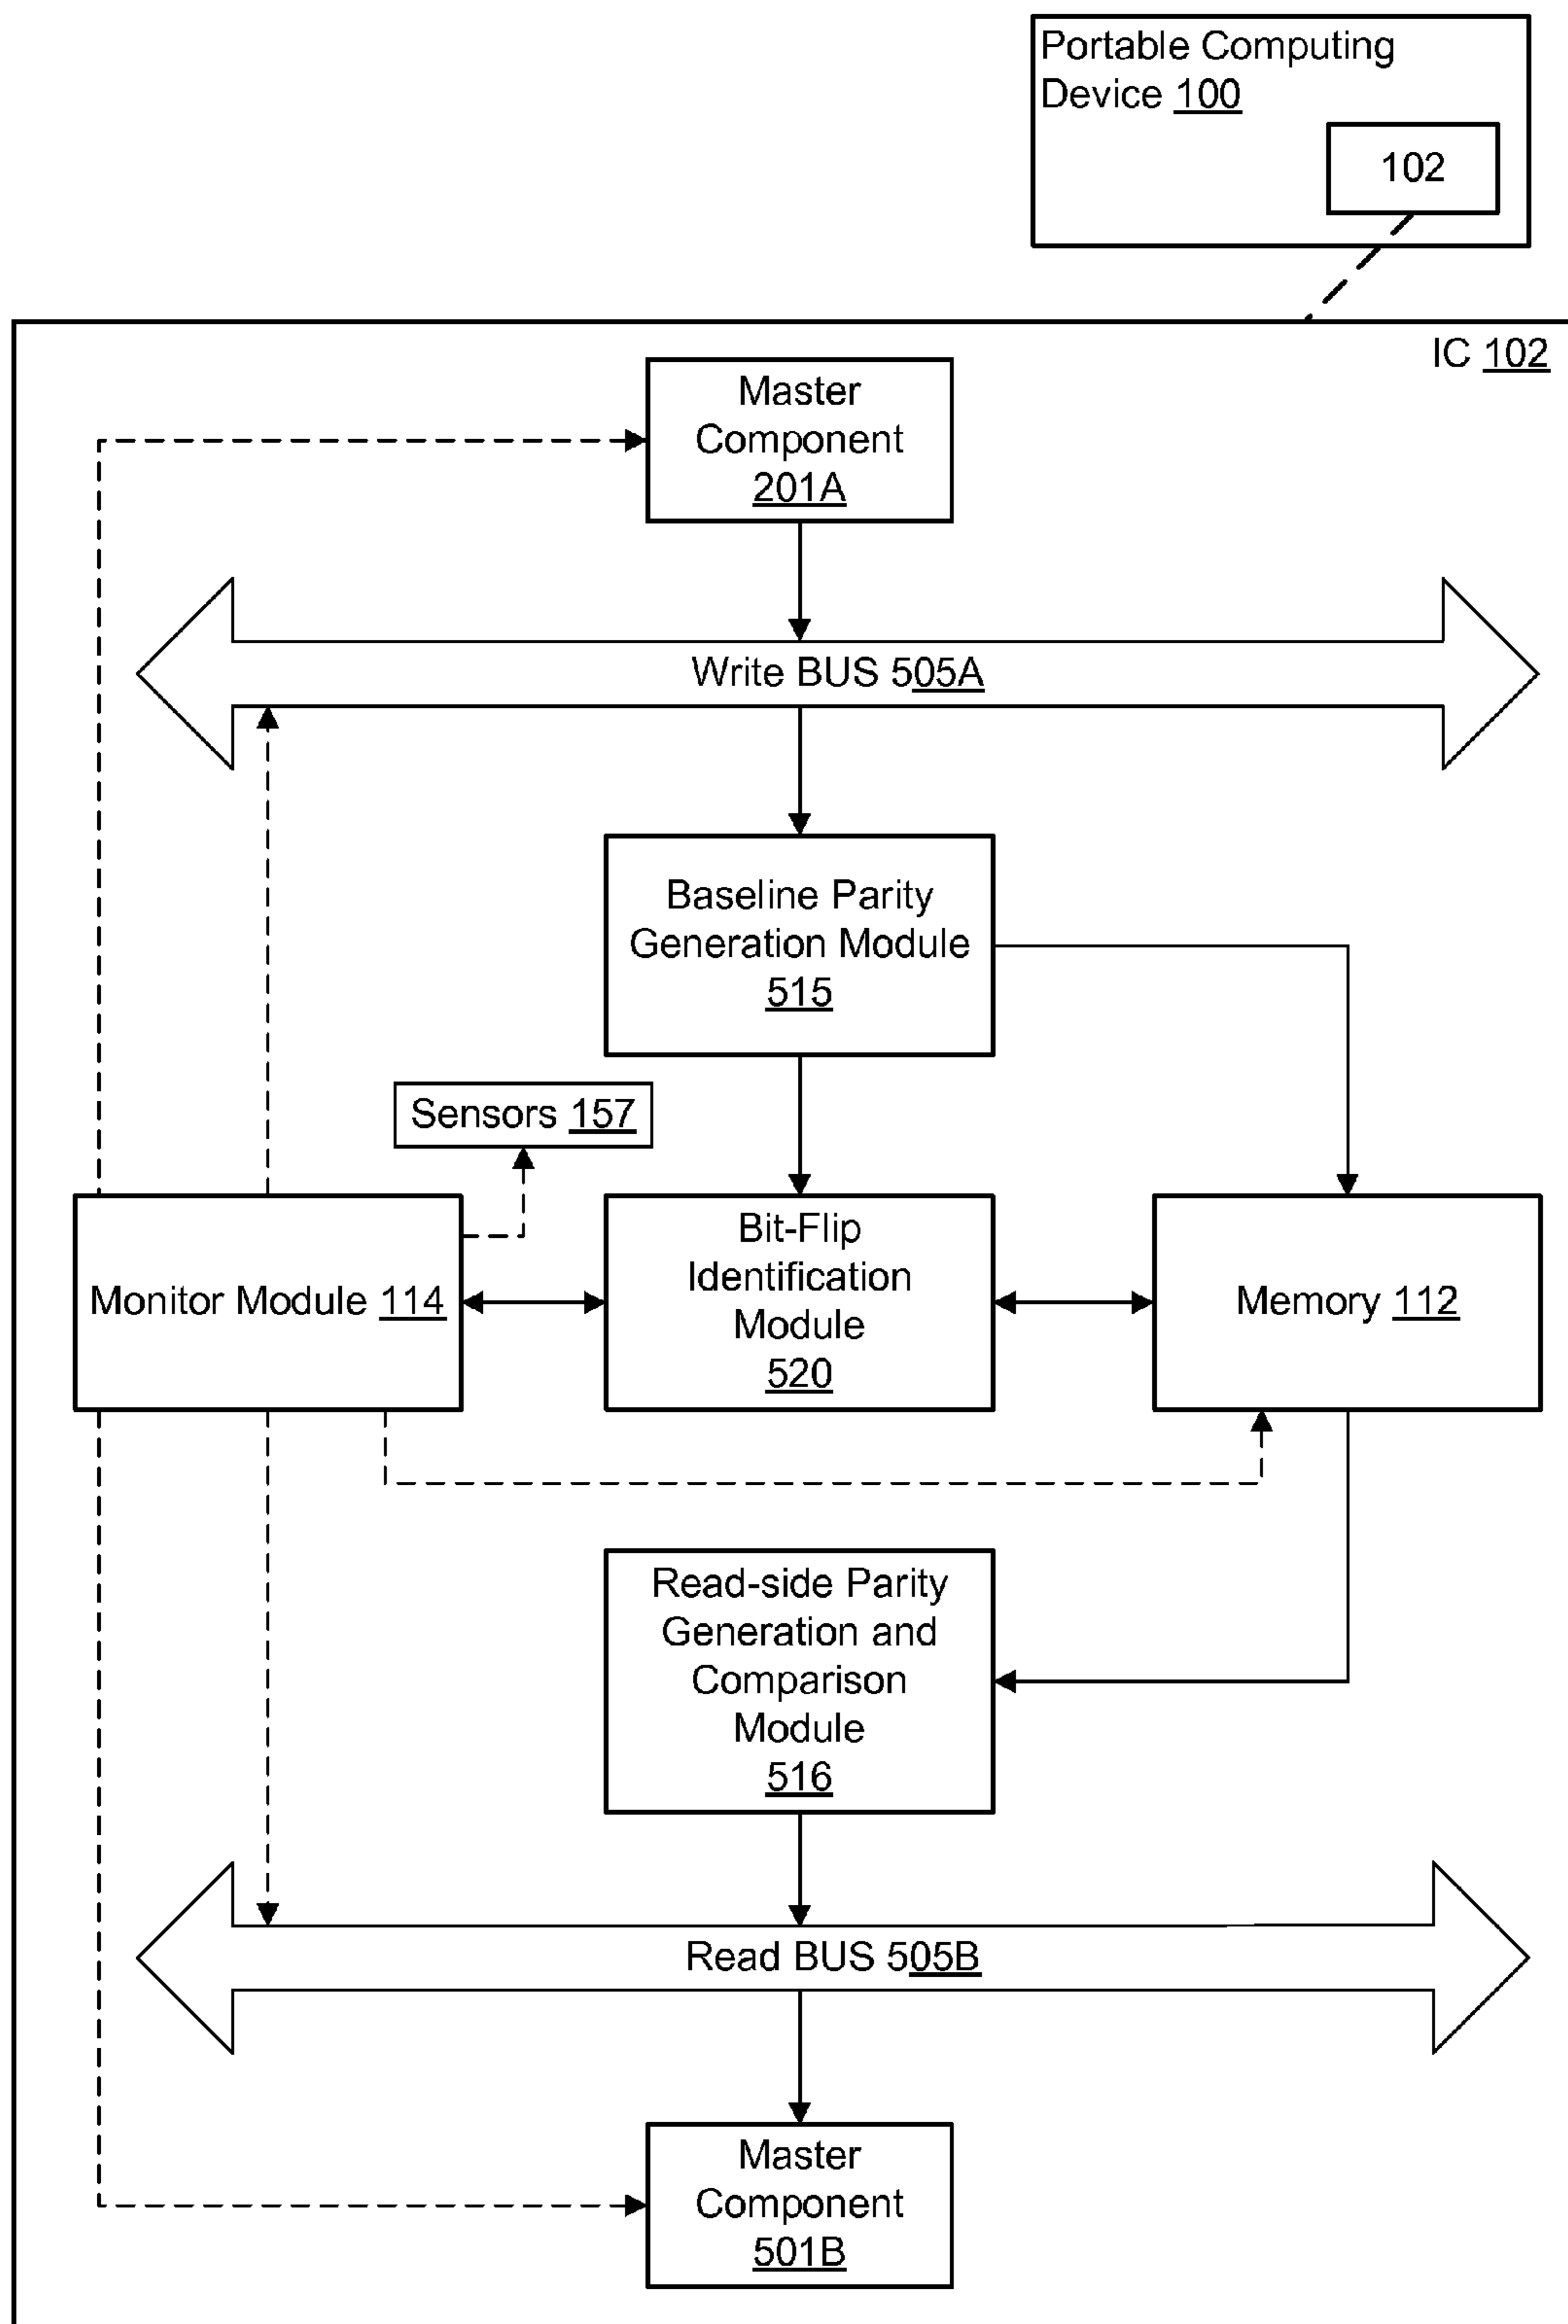 Portable Computing
Device 100
102
IC 102
Master
Component
201A
Write BUS 505A
Baseline Parity
Generation Module
515
Sensors 157
Monitor Module 114
Bit-Flip
Identification
Module
520
Memory 112
Read-side Parity
Generation and
Comparison
Module
516
Read BUS 505B
Master
Component
501B